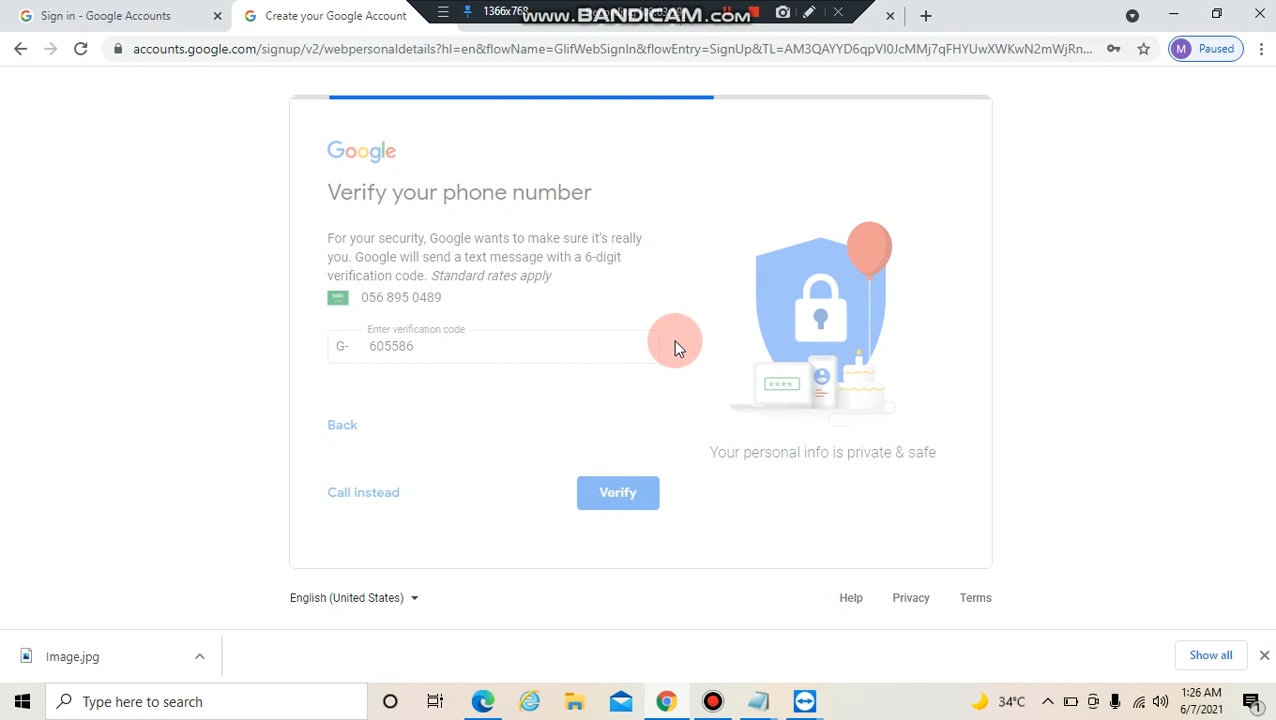 Sign in - Google Accounts
Create your Google Account
1366x768
www.BANDICAM.com
accounts.google.com/signup/v2/webpersonaldetails?hl=en&flowName=GlifWebSignIn&flowEntry=SignUp&TL=AM3QAYYD6qpVI0JcMMj7qFHYUwXWKwN2mWjRn...
M Paused
Google
Verify your phone number
For your security, Google wants to make sure it's really
you. Google will send a text message with a 6-digit
verification code. Standard rates apply
056 895 0489
Enter verification code
G- 605586
Back
Call instead
Verify
Your personal info is private & safe
English (United States)
Help
Privacy
Terms
Image.jpg
Show all
Type here to search
34°C
1:26 AM
6/7/2021